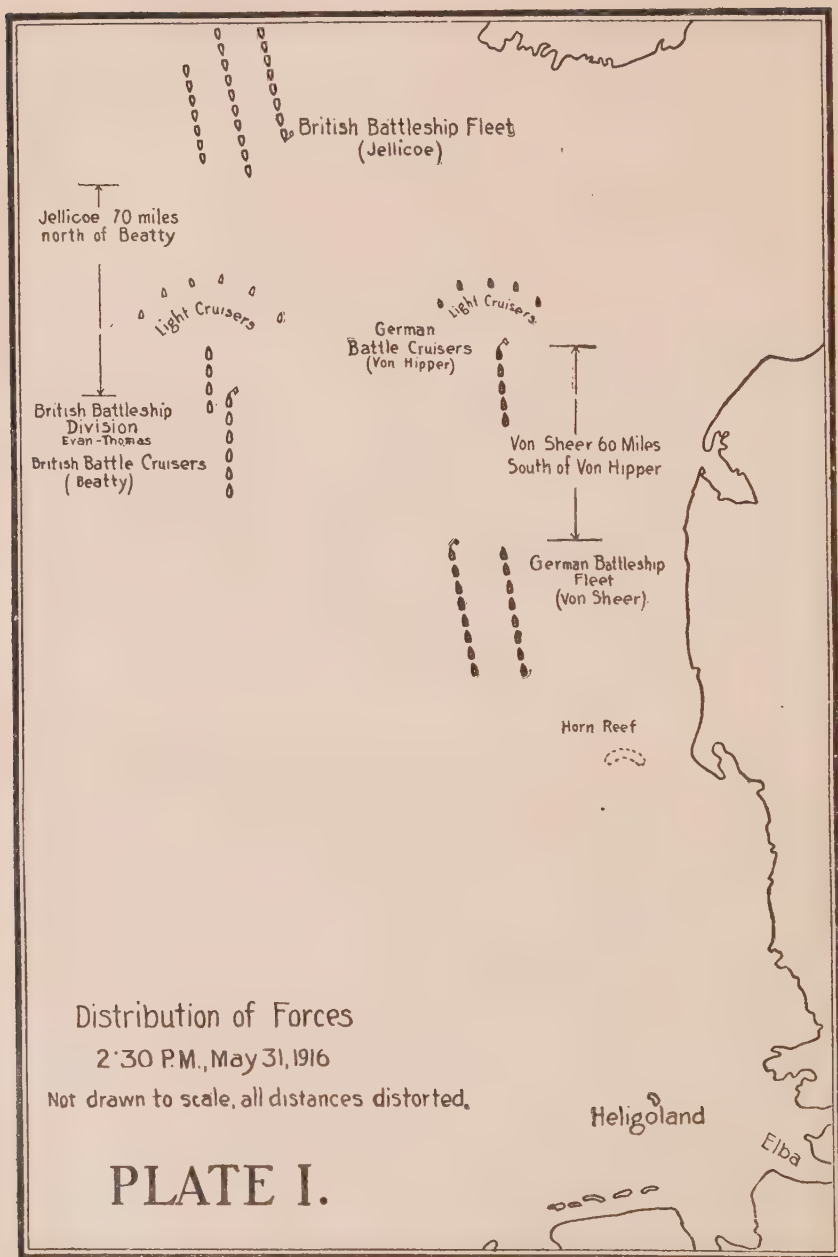 British Battleship Fleet
(Jellicoe)
Jellicoe 70 miles
north of Beatty
Light Cruisers
Light Cruisers
German
Battle Cruisers
(Von Hipper)
British Battleship
Division
Evan-Thomas
British Battle Cruisers
(Beatty)
Von Sheer 60 Miles
South of Von Hipper
German Battleship
Fleet
(Von Sheer)
Horn Reef
Distribution of Forces
2:30 P.M., May 31, 1916
Not drawn to scale, all distances distorted.
Heligoland
Elba
PLATE I.